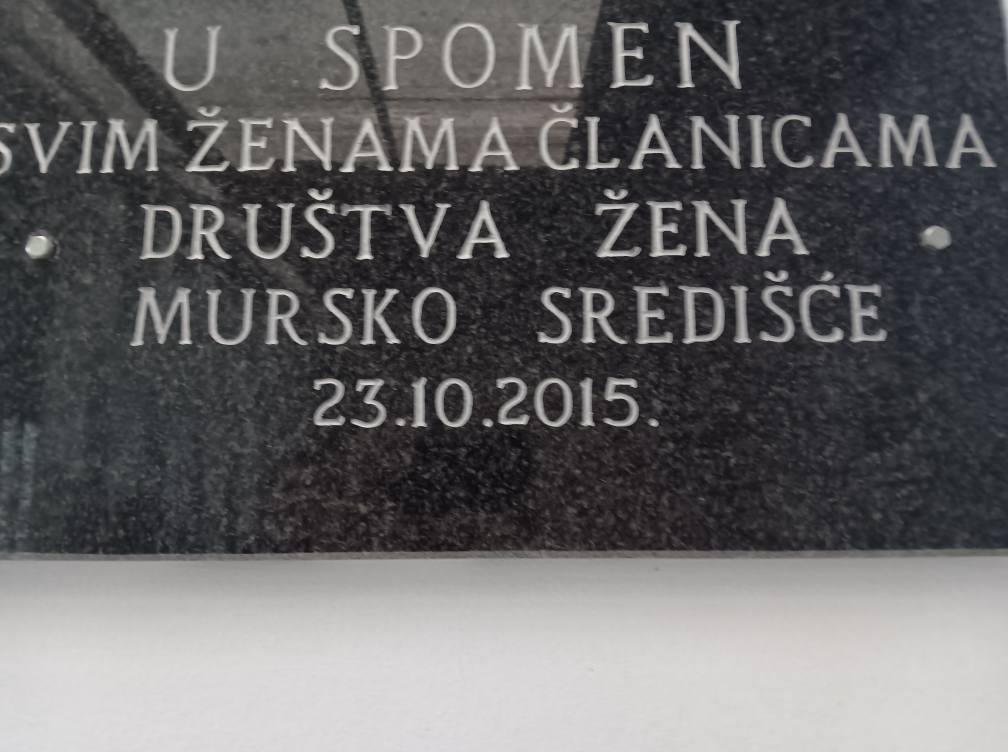 U SPOMEN
SVIM ŽENAMA ČLANICAMA
DRUŠTVA ŽENA
MURSKO SREDIŠĆE
23.10.2015.